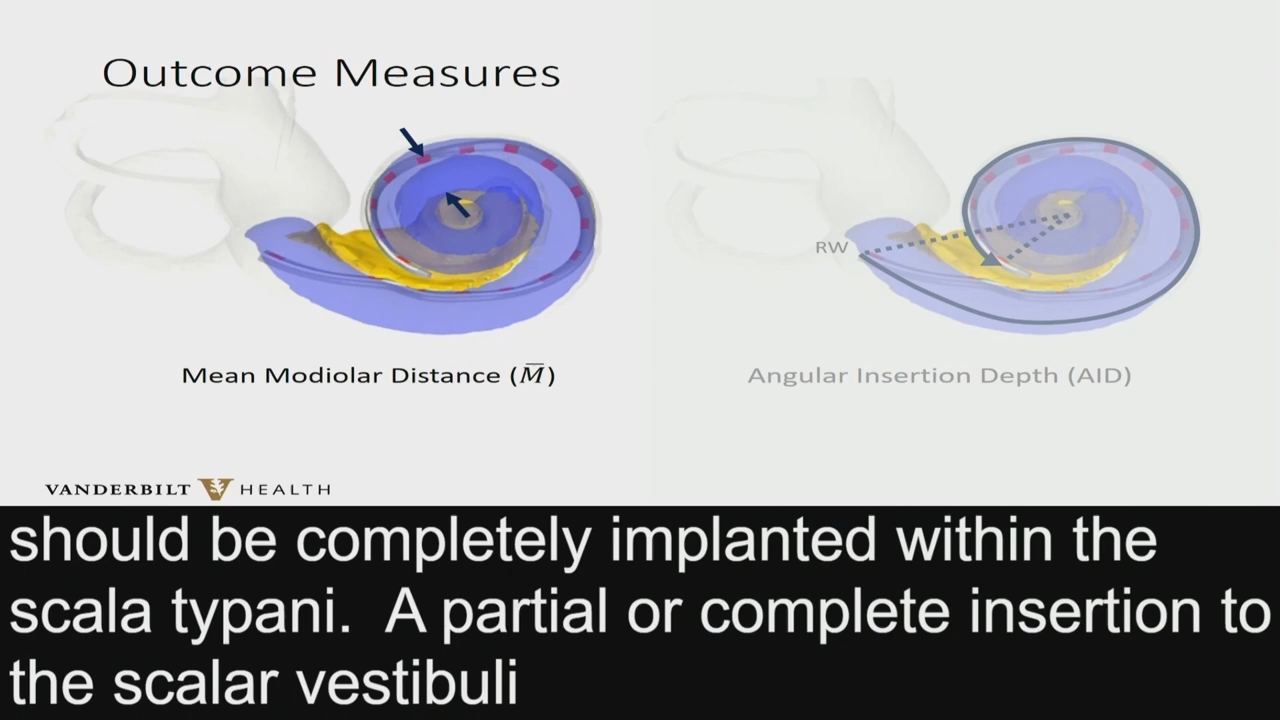 Outcome Measures
RW
Mean Modiolar Distance (M̅)
Angular Insertion Depth (AID)
VANDERBILT V HEALTH
should be completely implanted within the
scala typani.  A partial or complete insertion to
the scalar vestibuli